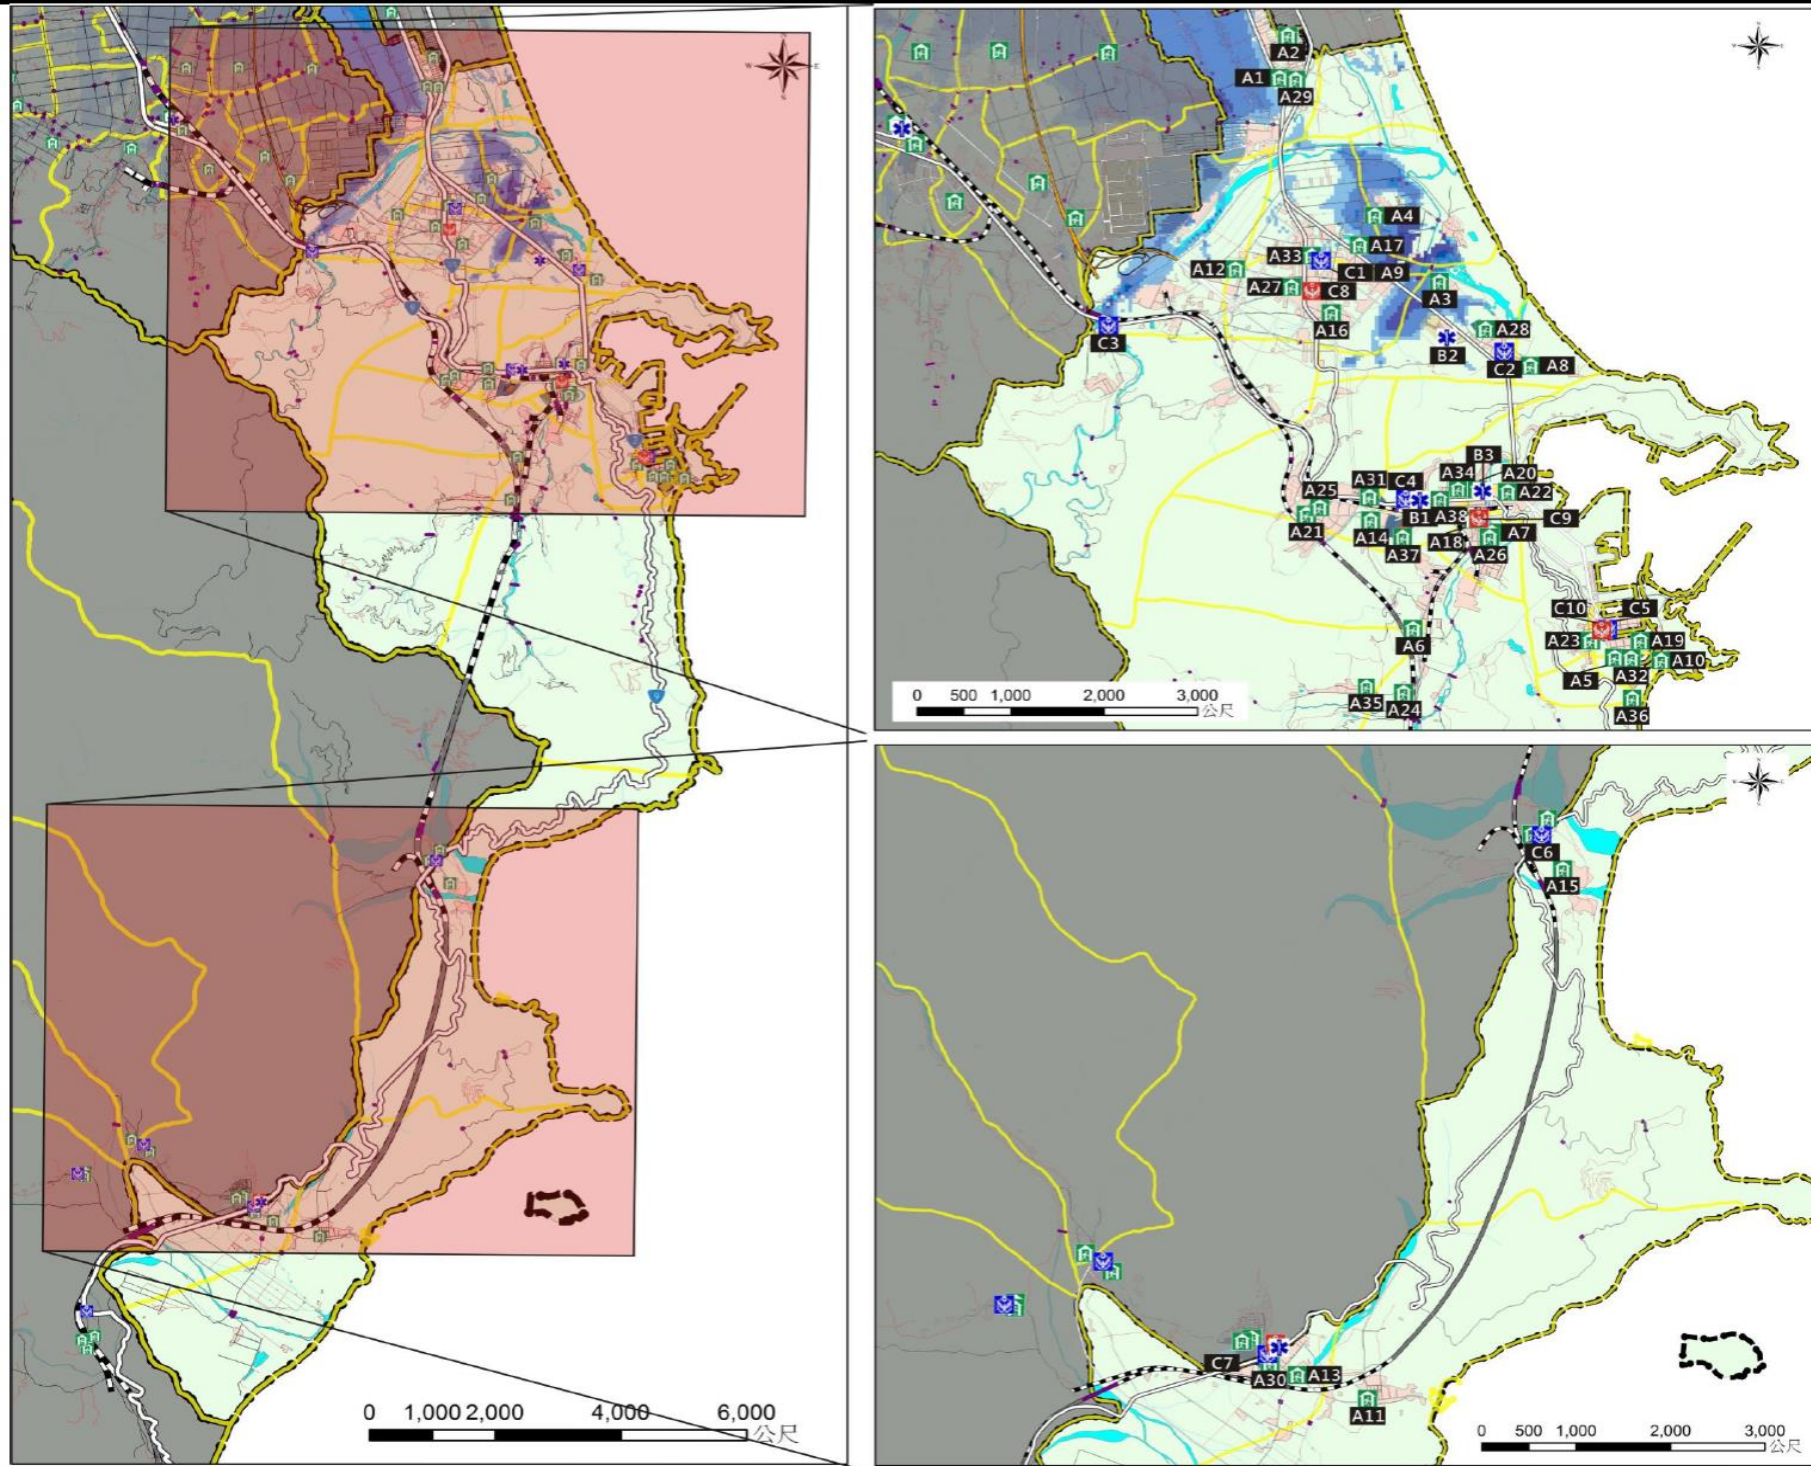 9
9
9
9
0 1,000 2,000 4,000 6,000
公尺
A2
A1
A29
A4
A17
A33
C1 A9
A12
A27 C8
A3
A16
A28
C3
B2
C2 A8
B3
A34 A20
A31 C4
A25
A22
B1 A38
C9
A21
A14
A18 A7
A37 A26
C10 C5
A23 A19
A6
A10
A5 A32
A35 A24
A36
0 500 1,000 2,000 3,000
公尺
C6
A15
C7
A30 A13
A11
0 500 1,000 2,000 3,000
公尺